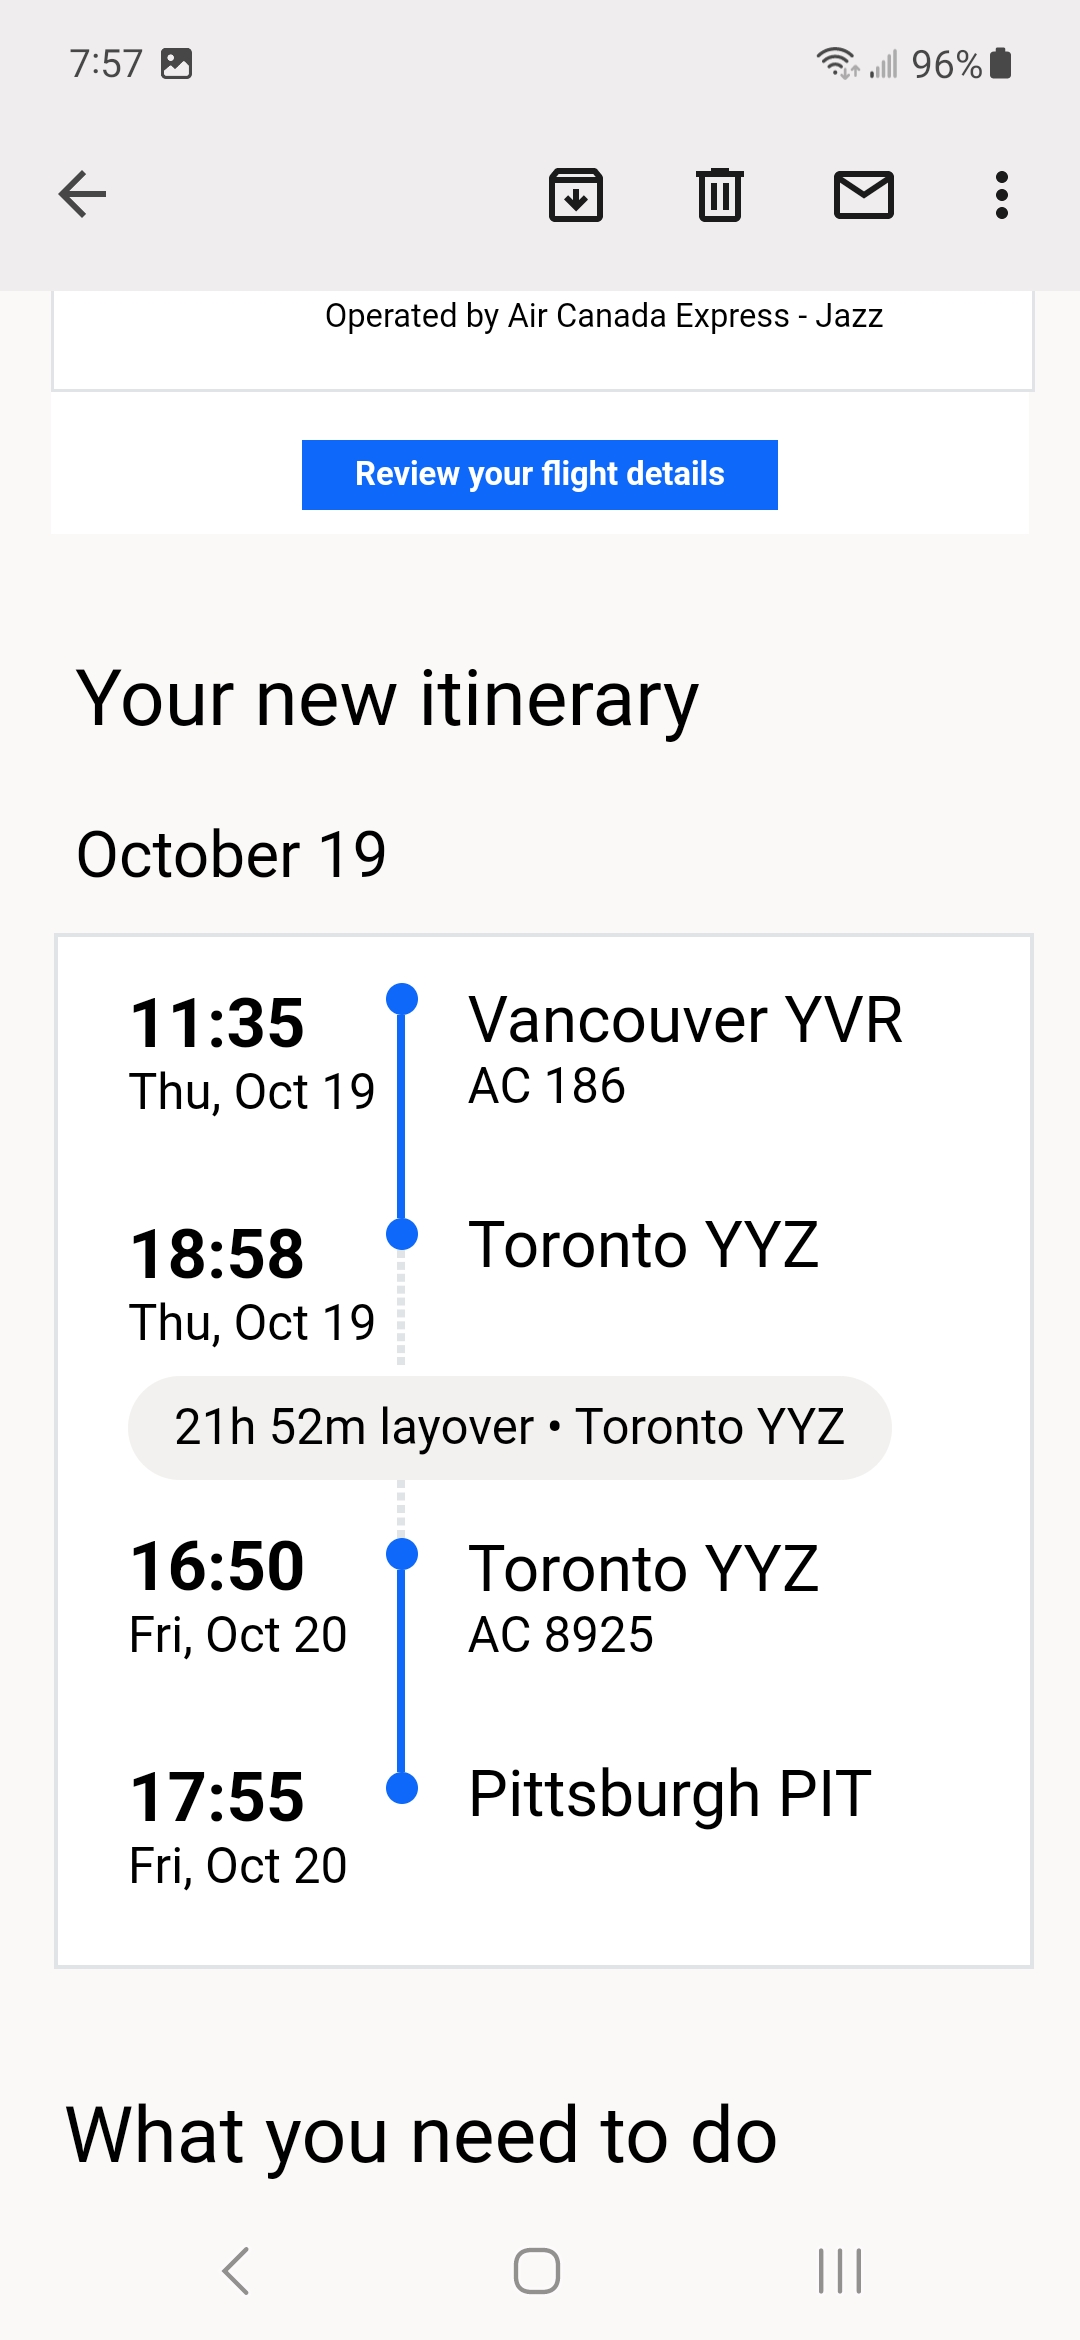 7:57
96%
Operated by Air Canada Express - Jazz
Review your flight details
Your new itinerary
October 19
11:35
Vancouver YVR
Thu, Oct 19
AC 186
18:58
Toronto YYZ
Thu, Oct 19
21h 52m layover • Toronto YYZ
16:50
Toronto YYZ
Fri, Oct 20
AC 8925
17:55
Pittsburgh PIT
Fri, Oct 20
What you need to do